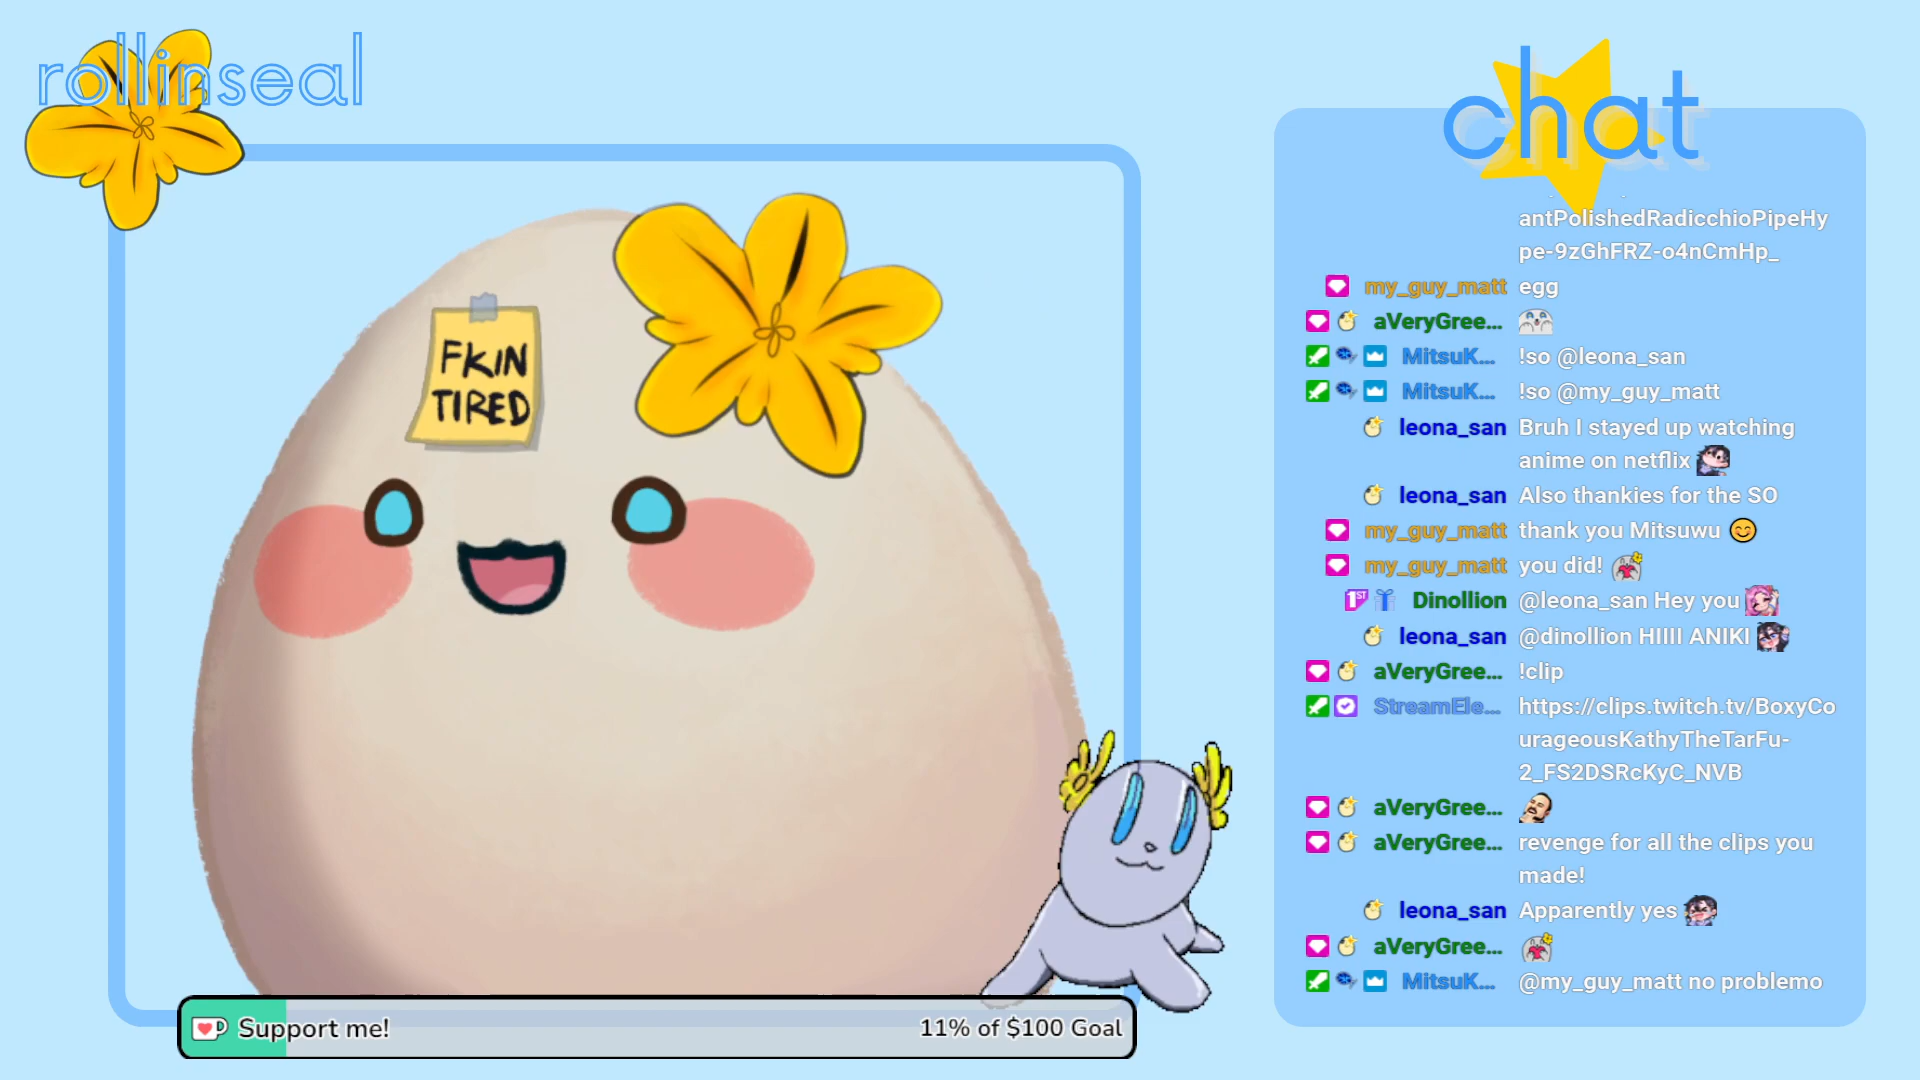 rollinseal
chat
FKIN
TIRED
antPolishedRadicchioPipeHy
pe-9zGhFRZ-o4nCmHp_
my_guy_matt egg
aVeryGree...
MitsuK... !so @leona_san
MitsuK... !so @my_guy_matt
leona_san Bruh I stayed up watching
anime on netflix
leona_san Also thankies for the SO
my_guy_matt thank you Mitsuwu
my_guy_matt you did!
1ST Dinollion @leona_san Hey you
leona_san @dinollion HIIII ANIKI
aVeryGree... !clip
StreamEle... https://clips.twitch.tv/BoxyCo
urageousKathyTheTarFu-
2_FS2DSRcKyC_NVB
aVeryGree...
aVeryGree... revenge for all the clips you
made!
leona_san Apparently yes
aVeryGree...
MitsuK... @my_guy_matt no problemo
Support me! 11% of $100 Goal